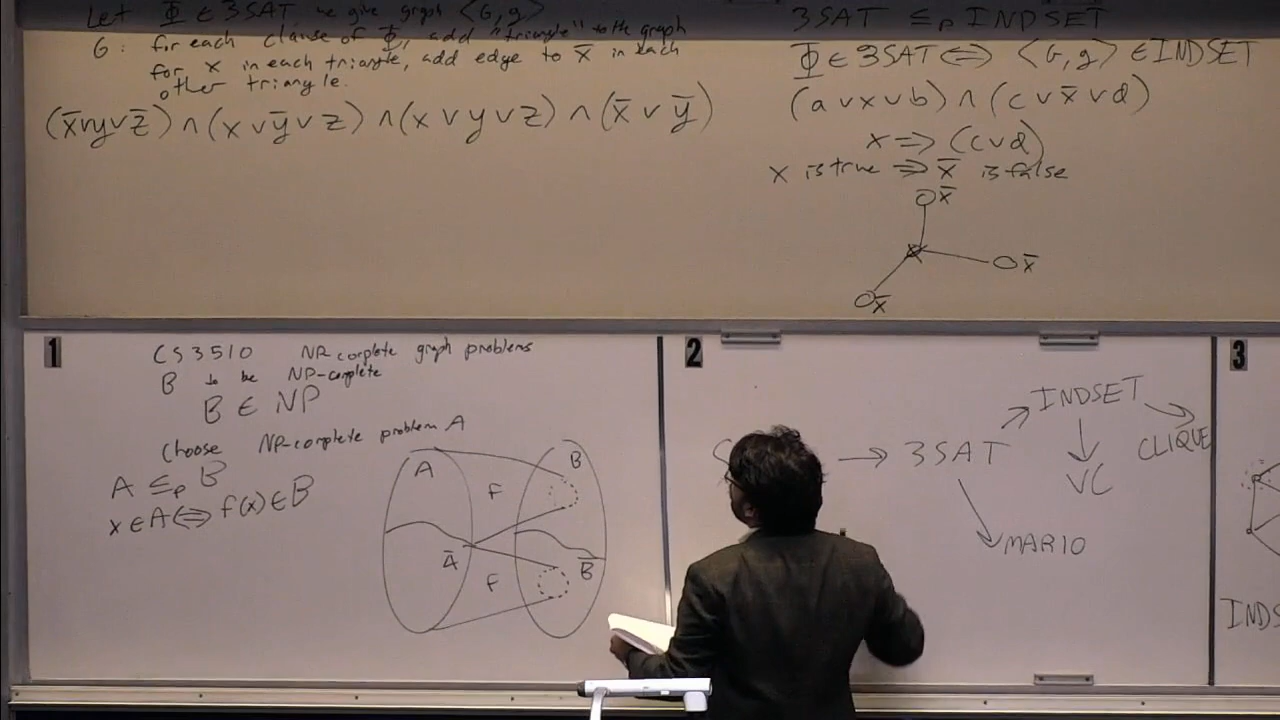 Let Φ ∈ 3SAT we give graph <G, g>
G: for each clause of Φ, add "triangle" to the graph
for x in each triangle, add edge to x̄ in each
other triangle.
(x̄ ∨ y ∨ z̄) ∧ (x ∨ ȳ ∨ z) ∧ (x ∨ y ∨ z) ∧ (x̄ ∨ ȳ)
3SAT ≤p INDSET
Φ ∈ 3SAT ⇔ <G, g> ∈ INDSET
(a ∨ x ∨ b) ∧ (c ∨ x̄ ∨ d)
x ⇒ (c ∨ d)
x is true ⇒ x̄ is false
x̄
x
x̄
x̄
1
CS3510 NP-complete graph problems
B to be NP-complete
B ∈ NP
Choose NP-complete problem A
A ≤p B
x ∈ A ⇔ f(x) ∈ B
A
B
F
Ā
B̄
F
2
→ 3SAT
INDSET
CLIQUE
VC
MARIO
3
INDS